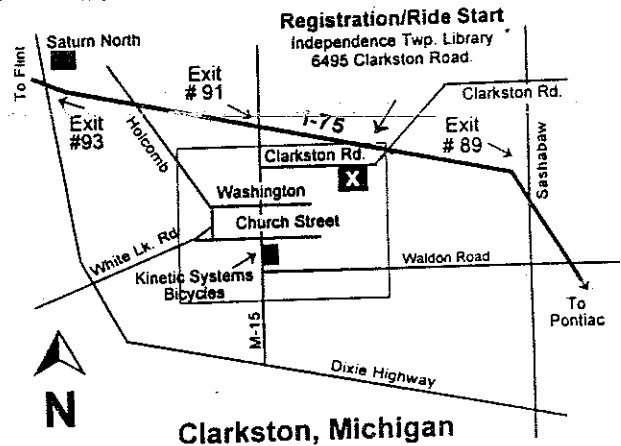 Registration/Ride Start
Independence Twp. Library
6495 Clarkston Road.
Saturn North
To Flint
Exit
# 91
Clarkston Rd.
I-75
Exit
#93
Exit
# 89
Holcomb
Clarkston Rd.
X
Sashabaw
Washington
Church Street
White Lk. Rd.
Waldon Road
Kinetic Systems
Bicycles
To
Pontiac
M-15
Dixie Highway
N
Clarkston, Michigan